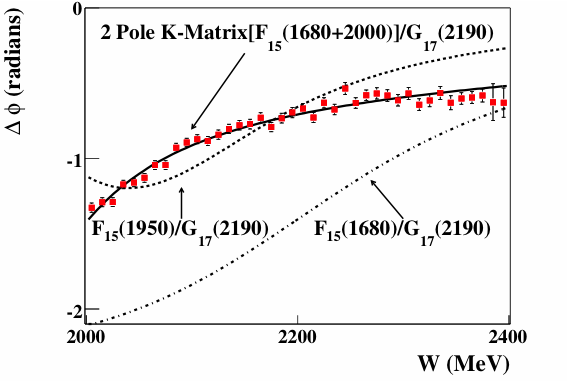 0
2 Pole K-Matrix[F15(1680+2000)]/G17(2190)
Δ ϕ (radians)
-1
F15(1950)/G17(2190)
F15(1680)/G17(2190)
-2
2000 2200 2400
W (MeV)